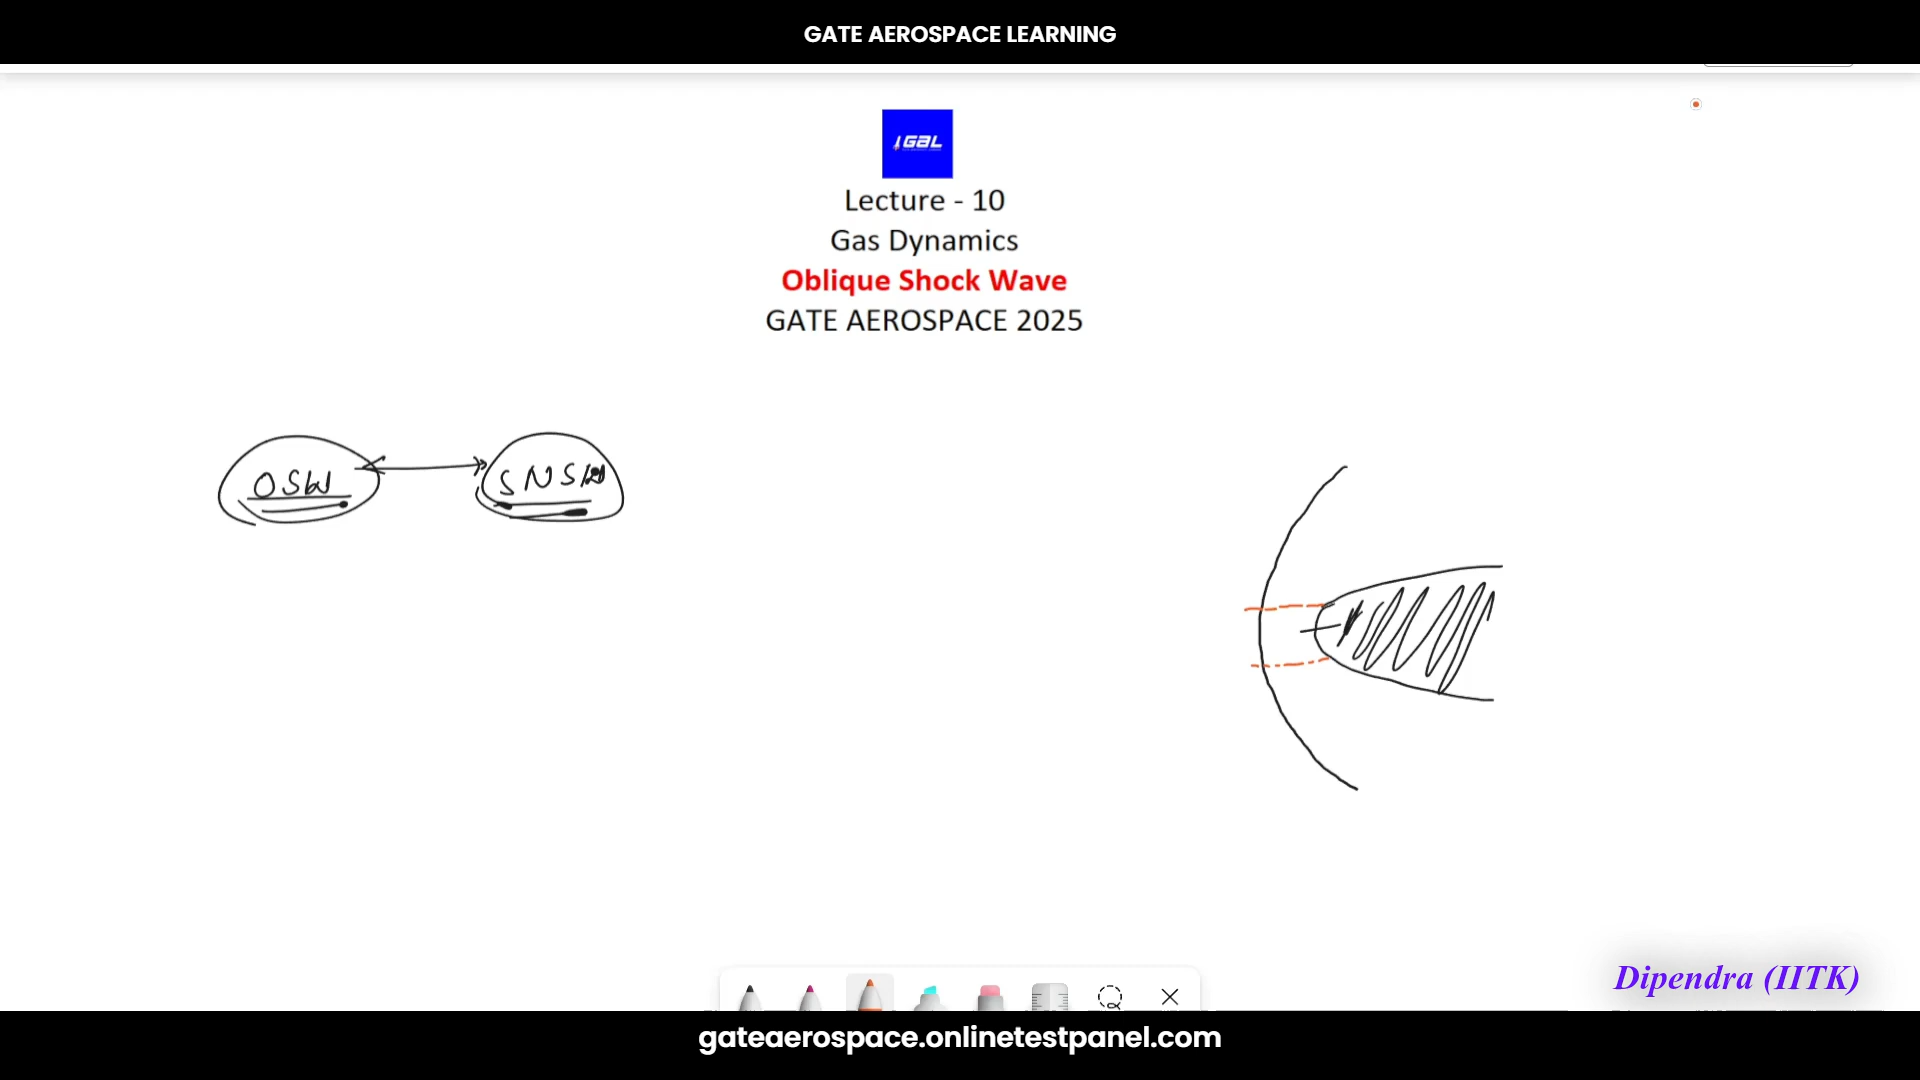 GATE AEROSPACE LEARNING
GAL
Lecture - 10
Gas Dynamics
Oblique Shock Wave
GATE AEROSPACE 2025
OSW
SNSW
Dipendra (IITK)
gateaerospace.onlinetestpanel.com